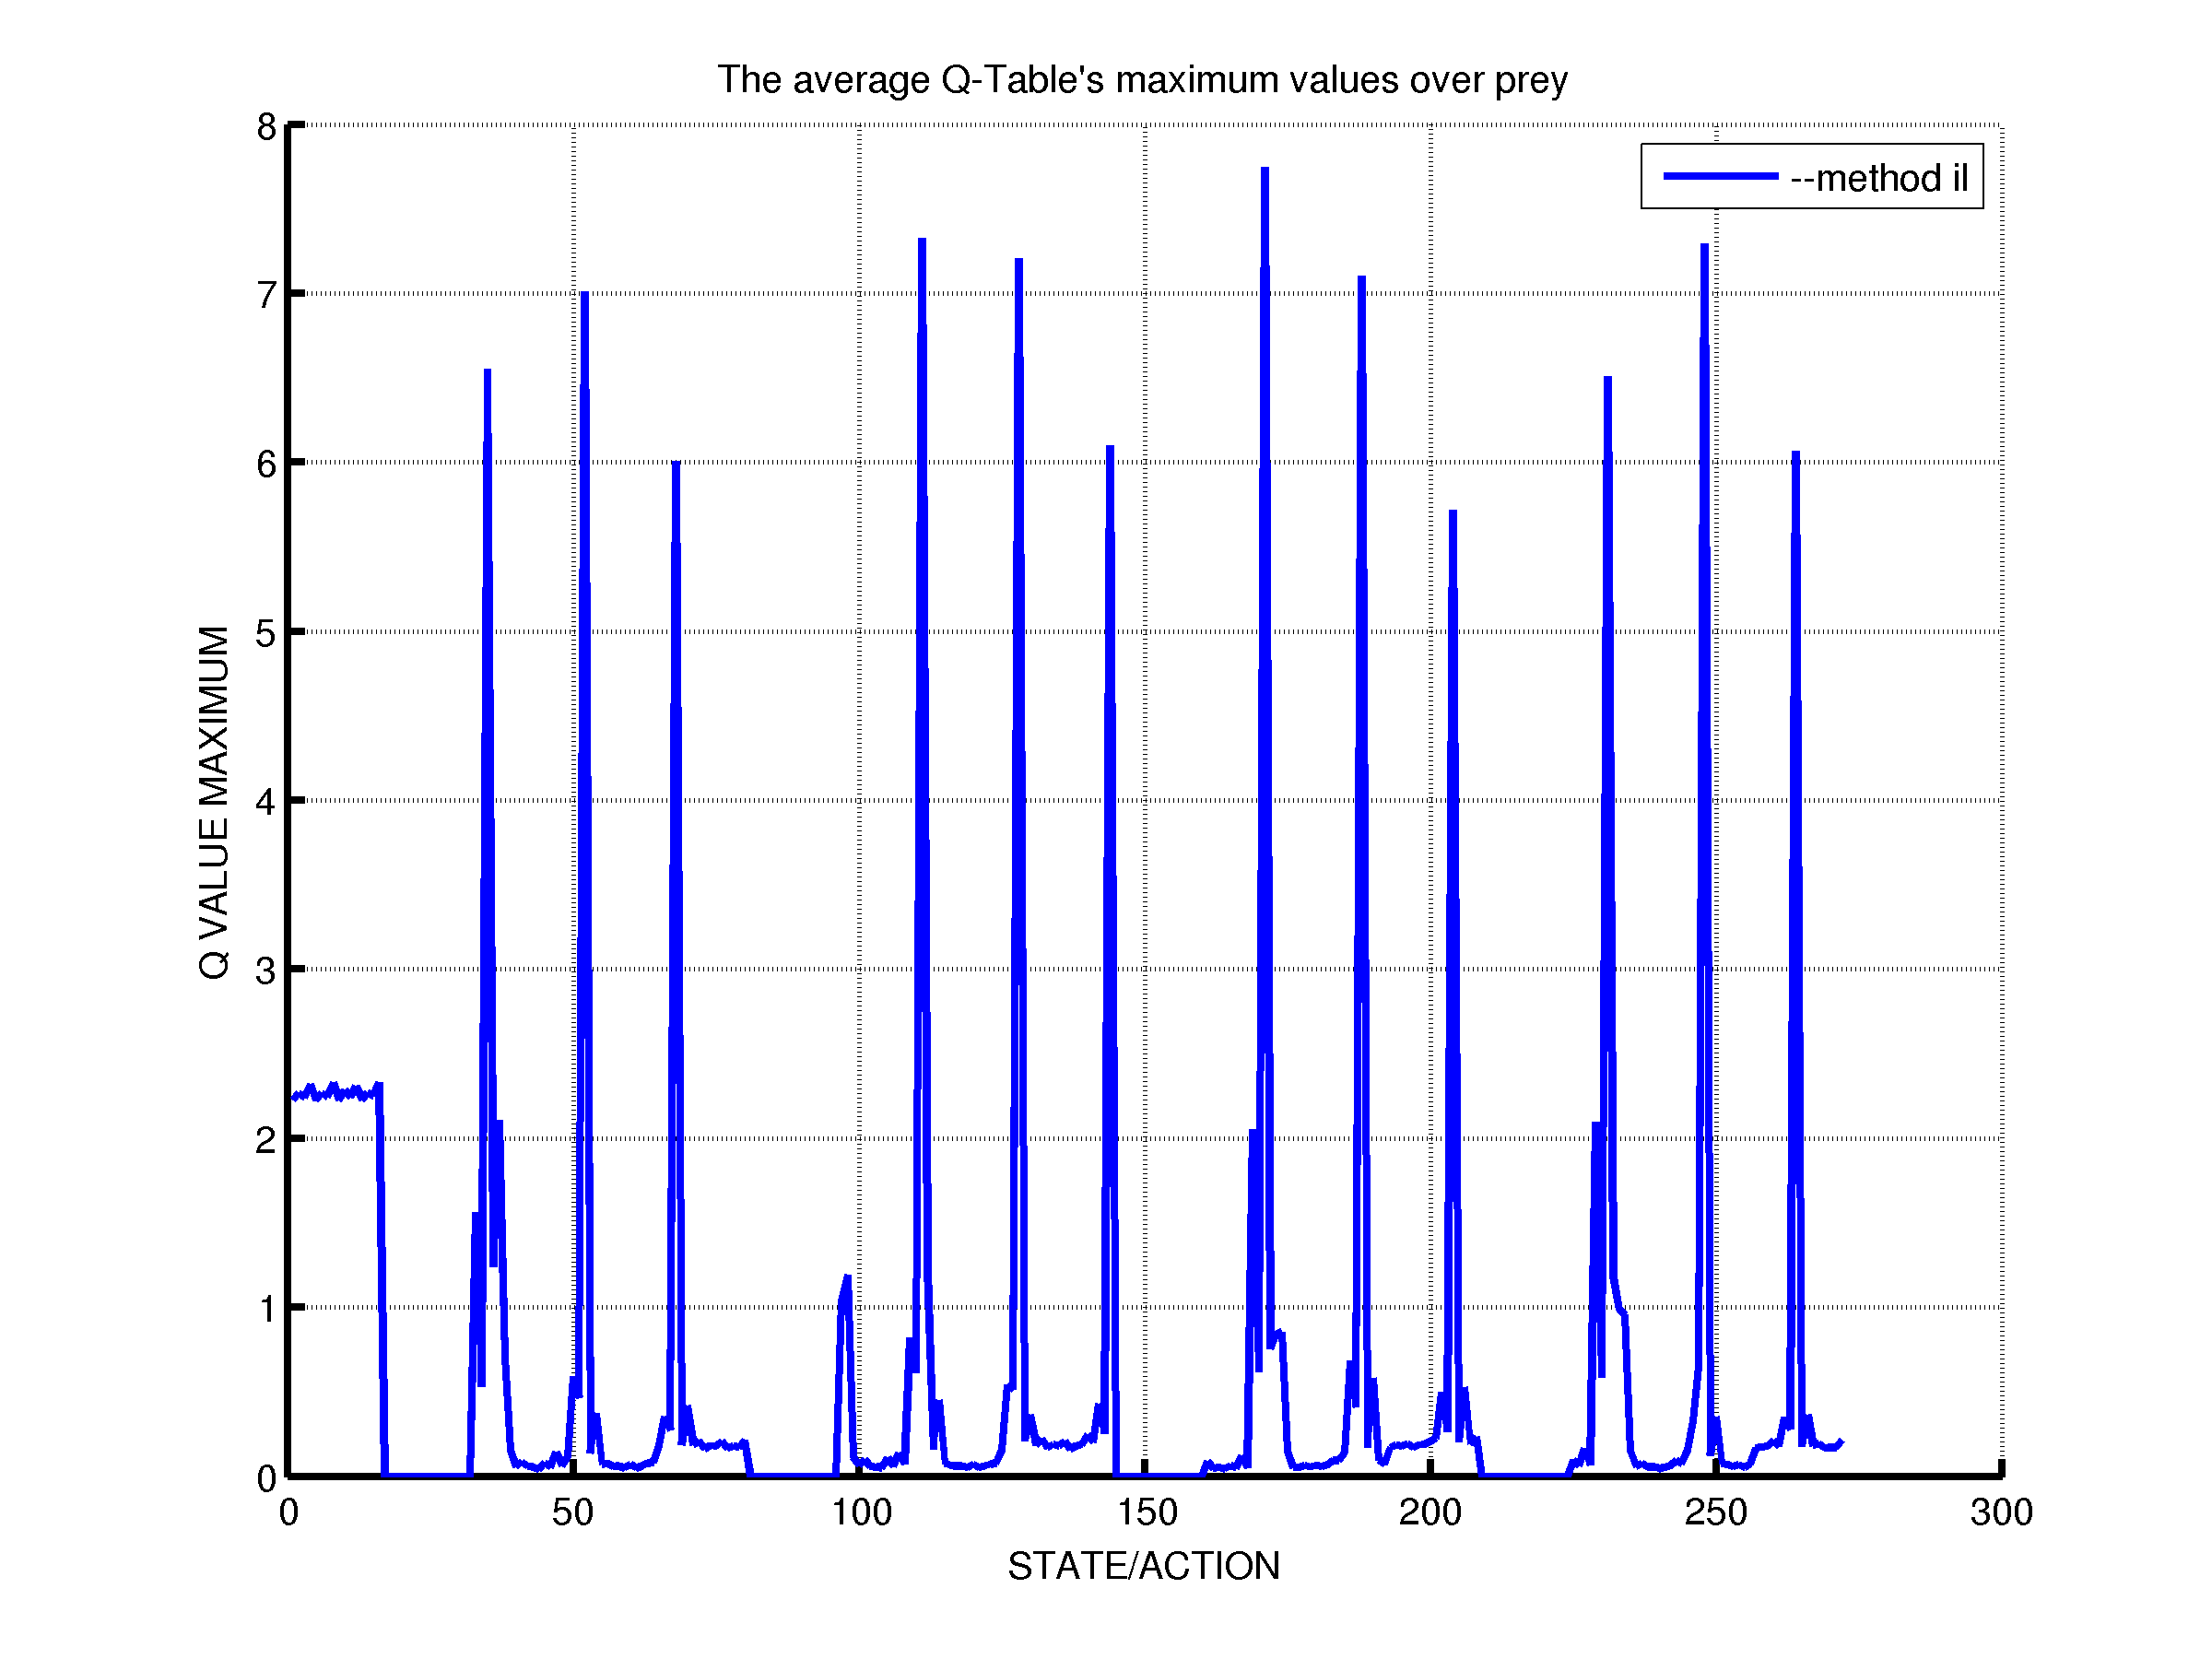 The average Q-Table's maximum values over prey
--method il
8
7
6
5
4
3
2
1
0
Q VALUE MAXIMUM
0 50 100 150 200 250 300
STATE/ACTION